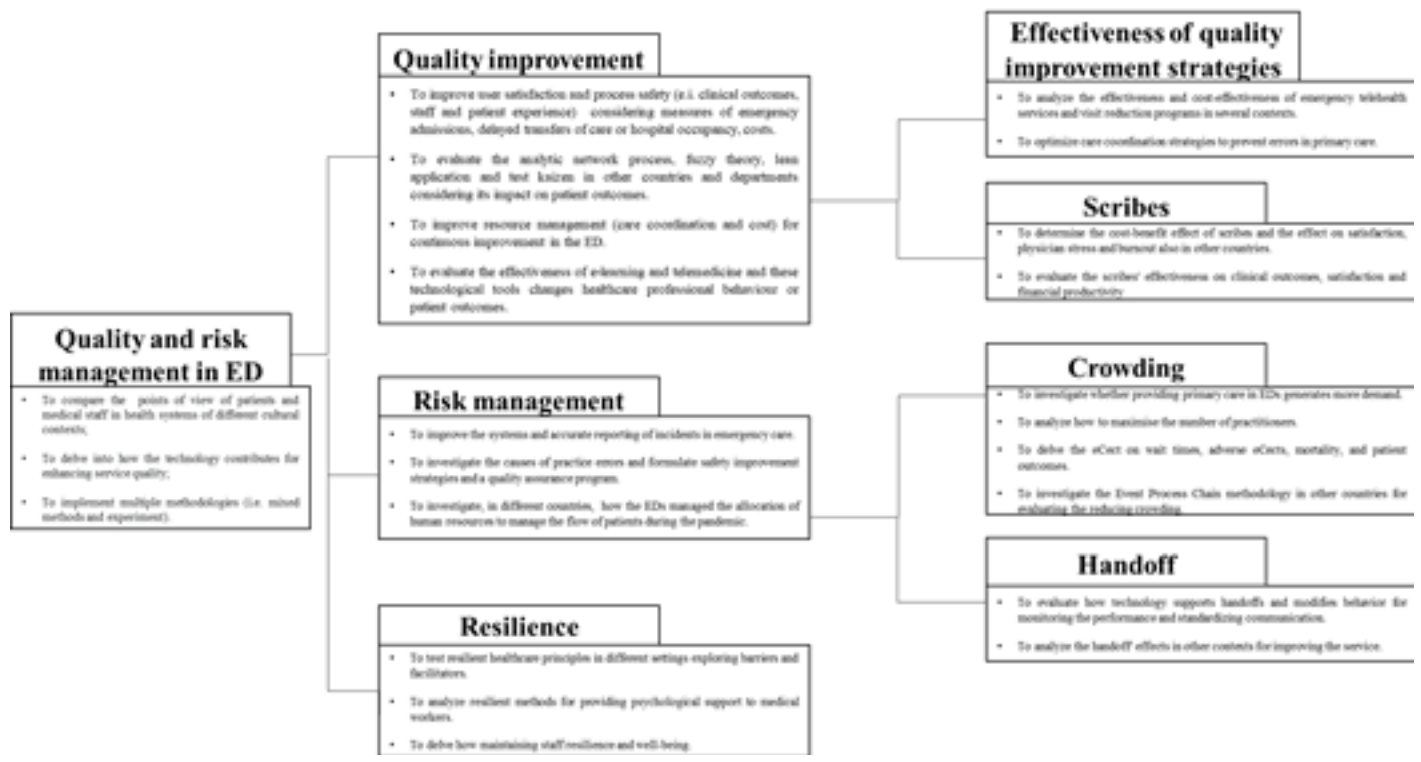 Quality and risk
management in ED
• To compare the points of view of patients and
medical staff in health systems of different cultural
contexts;
• To delve into how the technology contributes for
enhancing service quality;
• To implement multiple methodologies (i.e. mixed
methods and experiment).
Quality improvement
• To improve user satisfaction and process safety (e.i. clinical outcomes,
staff and patient experience) considering measures of emergency
admissions, delayed transfers of care or hospital occupancy, costs.
• To evaluate the analytic network process, fuzzy theory, lean
application and test kaizen in other countries and departments
considering its impact on patient outcomes.
• To improve resource management (care coordination and cost) for
continuous improvement in the ED.
• To evaluate the effectiveness of e-learning and telemedicine and these
technological tools changes healthcare professional behaviour or
patient outcomes.
Risk management
• To improve the systems and accurate reporting of incidents in emergency care.
• To investigate the causes of practice errors and formulate safety improvement
strategies and a quality assurance program.
• To investigate, in different countries, how the EDs managed the allocation of
human resources to manage the flow of patients during the pandemic.
Resilience
• To test resilient healthcare principles in different settings exploring barriers and
facilitators.
• To analyze resilient methods for providing psychological support to medical
workers.
• To delve how maintaining staff resilience and well-being.
Effectiveness of quality
improvement strategies
• To analyze the effectiveness and cost-effectiveness of emergency telehealth
services and visit reduction programs in several contexts.
• To optimize care coordination strategies to prevent errors in primary care.
Scribes
• To determine the cost-benefit effect of scribes and the effect on satisfaction,
physician stress and burnout also in other countries.
• To evaluate the scribes' effectiveness on clinical outcomes, satisfaction and
financial productivity
Crowding
• To investigate whether providing primary care in EDs generates more demand.
• To analyze how to maximise the number of practitioners.
• To delve the eCect on wait times, adverse eCects, mortality, and patient
outcomes.
• To investigate the Event Process Chain methodology in other countries for
evaluating the reducing crowding.
Handoff
• To evaluate how technology supports handoffs and modifies behavior for
monitoring the performance and standardizing communication.
• To analyze the handoff effects in other contexts for improving the service.